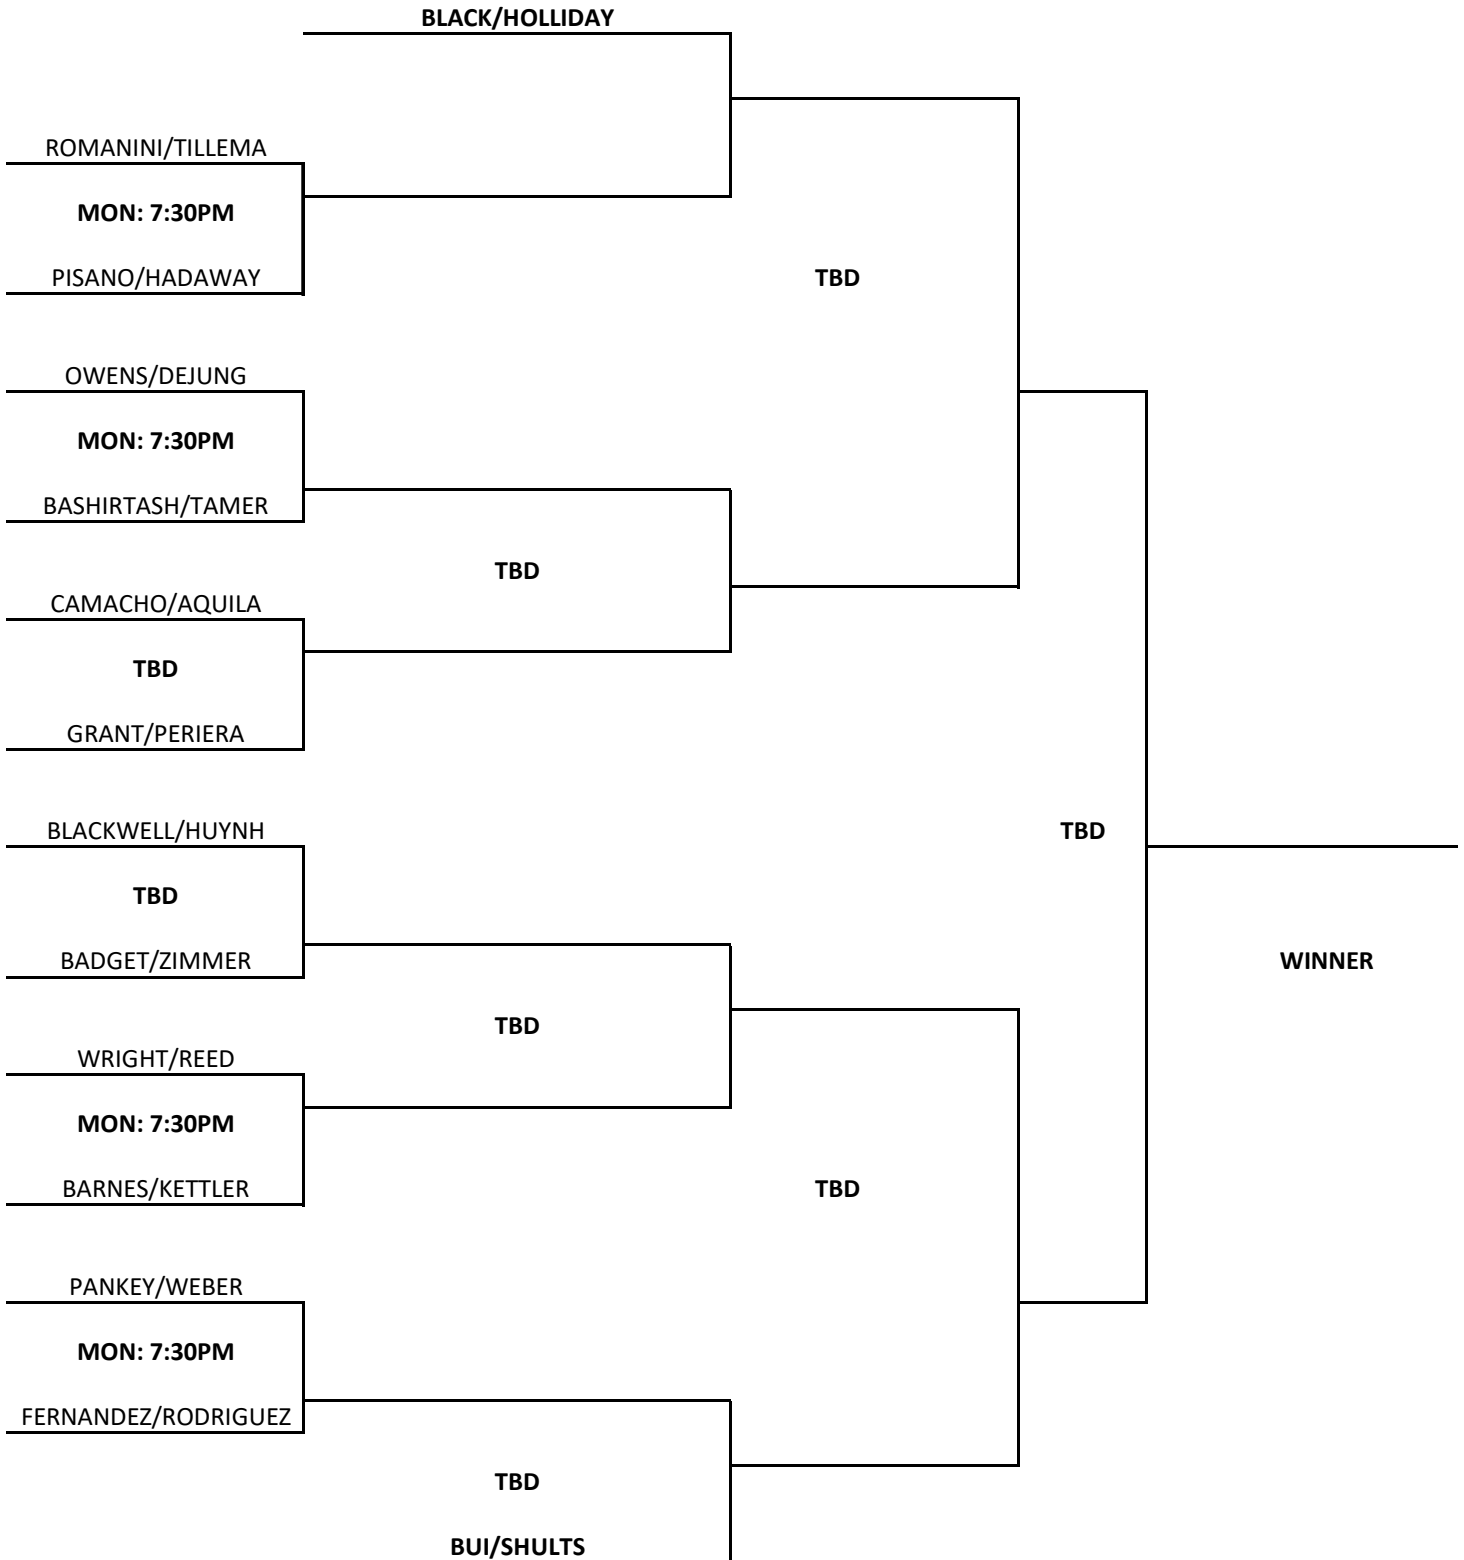 BLACK/HOLLIDAY
ROMANINI/TILLEMA
MON: 7:30PM
PISANO/HADAWAY
TBD
OWENS/DEJUNG
MON: 7:30PM
BASHIRTASH/TAMER
TBD
CAMACHO/AQUILA
TBD
GRANT/PERIERA
BLACKWELL/HUYNH
TBD
TBD
BADGET/ZIMMER
WINNER
TBD
WRIGHT/REED
MON: 7:30PM
BARNES/KETTLER
TBD
PANKEY/WEBER
MON: 7:30PM
FERNANDEZ/RODRIGUEZ
TBD
BUI/SHULTS